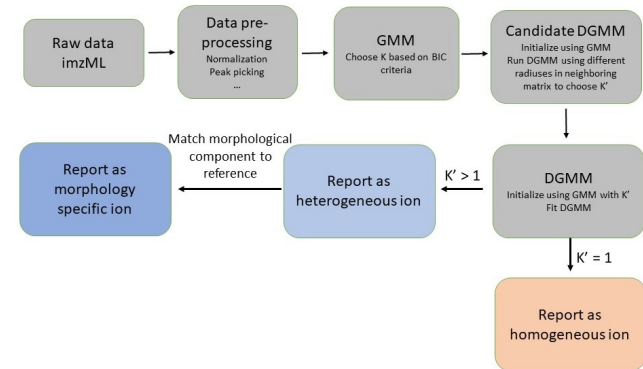 Raw data
imzML
Data pre-
processing
Normalization
Peak picking
...
GMM
Choose K based on BIC
criteria
Candidate DGMM
Initialize using GMM
Run DGMM using different
radiuses in neighboring
matrix to choose K'
Report as
morphology
specific ion
Match morphological
component to
reference
Report as
heterogeneous ion
K' > 1
DGMM
Initialize using GMM with K'
Fit DGMM
K' = 1
Report as
homogeneous ion